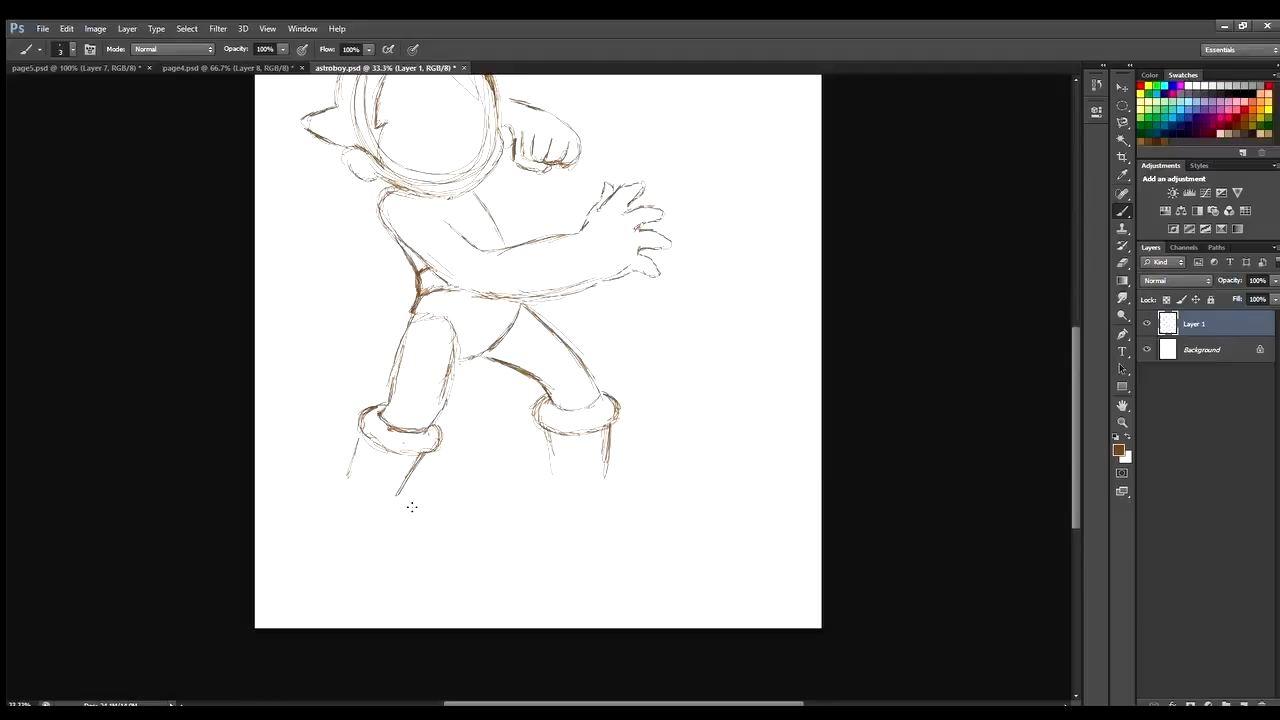 Ps File Edit Image Layer Type Select Filter 3D View Window Help
3 Mode: Normal Opacity: 100% Flow: 100% Essentials
page5.psd @ 100% (Layer 7, RGB/8) * × page4.psd @ 66.7% (Layer 8, RGB/8) * × astroboy.psd @ 33.3% (Layer 1, RGB/8) * ×
Color Swatches
Adjustments Styles
Add an adjustment
Layers Channels Paths
Kind
Normal Opacity: 100%
Lock: Fill: 100%
Layer 1
Background